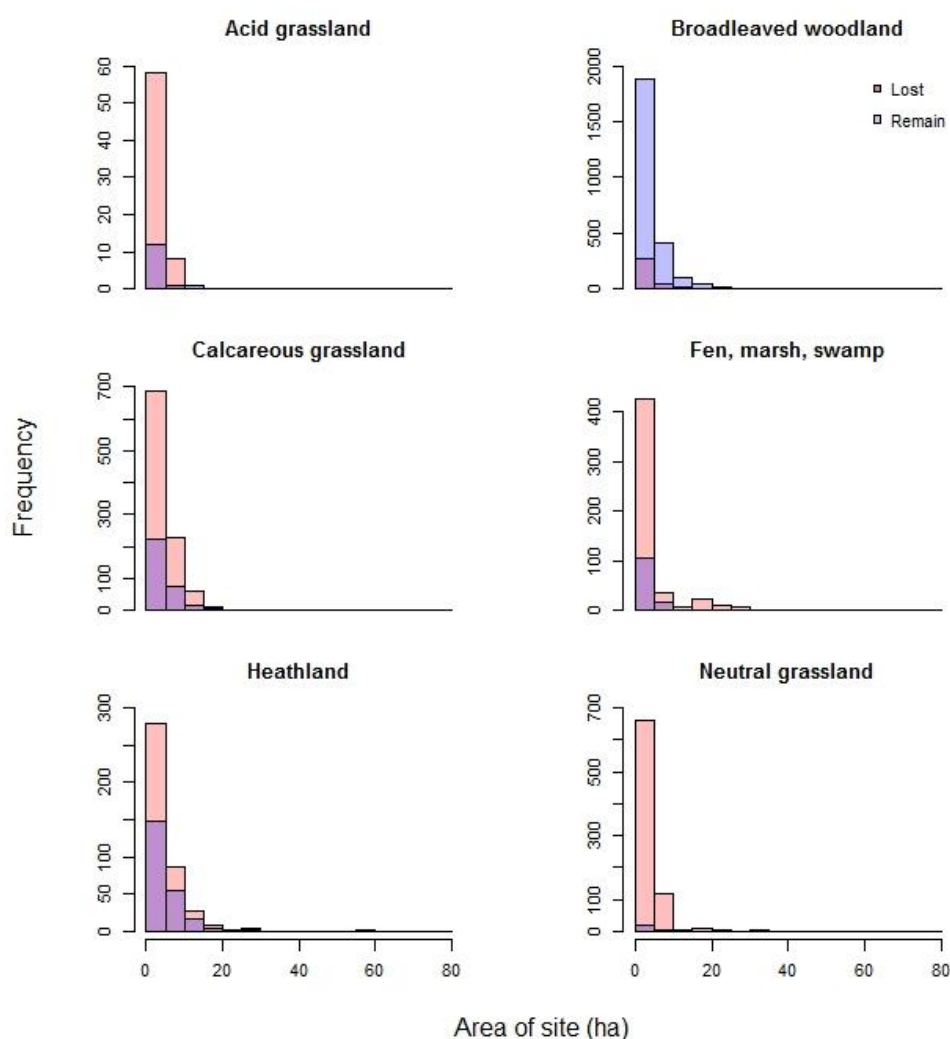 Acid grassland
60
50
40
30
20
10
0
Broadleaved woodland
2000
1500
1000
500
0
Lost
Remain
Calcareous grassland
700
500
300
100
0
Fen, marsh, swamp
400
300
200
100
0
Frequency
Heathland
300
200
100
50
0
0 20 40 60 80
Neutral grassland
700
500
300
100
0
0 20 40 60 80
Area of site (ha)